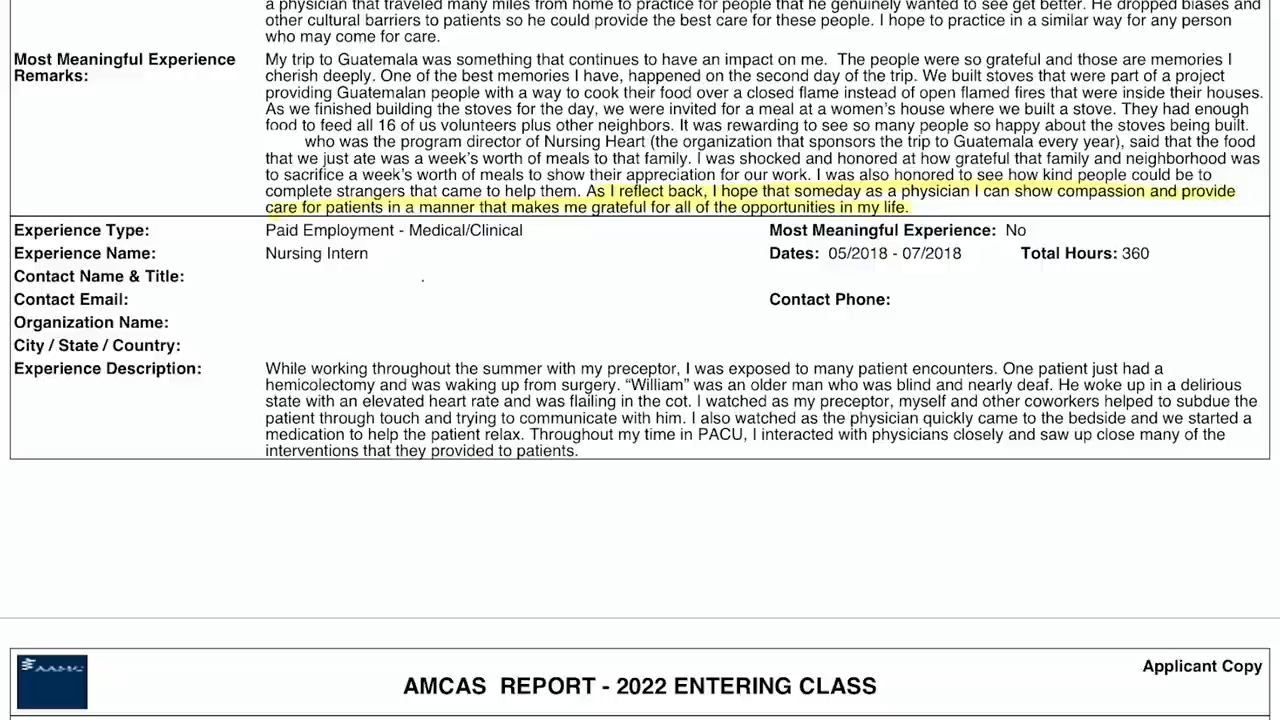 a physician that traveled many miles from home to practice for people that he genuinely wanted to see get better. He dropped biases and
other cultural barriers to patients so he could provide the best care for these people. I hope to practice in a similar way for any person
who may come for care.
Most Meaningful Experience Remarks: My trip to Guatemala was something that continues to have an impact on me. The people were so grateful and those are memories I
cherish deeply. One of the best memories I have, happened on the second day of the trip. We built stoves that were part of a project
providing Guatemalan people with a way to cook their food over a closed flame instead of open flamed fires that were inside their houses.
As we finished building the stoves for the day, we were invited for a meal at a women's house where we built a stove. They had enough
food to feed all 16 of us volunteers plus other neighbors. It was rewarding to see so many people so happy about the stoves being built.
who was the program director of Nursing Heart (the organization that sponsors the trip to Guatemala every year), said that the food
that we just ate was a week's worth of meals to that family. I was shocked and honored at how grateful that family and neighborhood was
to sacrifice a week's worth of meals to show their appreciation for our work. I was also honored to see how kind people could be to
complete strangers that came to help them. As I reflect back, I hope that someday as a physician I can show compassion and provide
care for patients in a manner that makes me grateful for all of the opportunities in my life.
Experience Type: Paid Employment - Medical/Clinical Most Meaningful Experience: No
Experience Name: Nursing Intern Dates: 05/2018 - 07/2018 Total Hours: 360
Contact Name & Title:
Contact Email: Contact Phone:
Organization Name:
City / State / Country:
Experience Description: While working throughout the summer with my preceptor, I was exposed to many patient encounters. One patient just had a
hemicolectomy and was waking up from surgery. “William” was an older man who was blind and nearly deaf. He woke up in a delirious
state with an elevated heart rate and was flailing in the cot. I watched as my preceptor, myself and other coworkers helped to subdue the
patient through touch and trying to communicate with him. I also watched as the physician quickly came to the bedside and we started a
medication to help the patient relax. Throughout my time in PACU, I interacted with physicians closely and saw up close many of the
interventions that they provided to patients.
AAMC
Applicant Copy
AMCAS REPORT - 2022 ENTERING CLASS